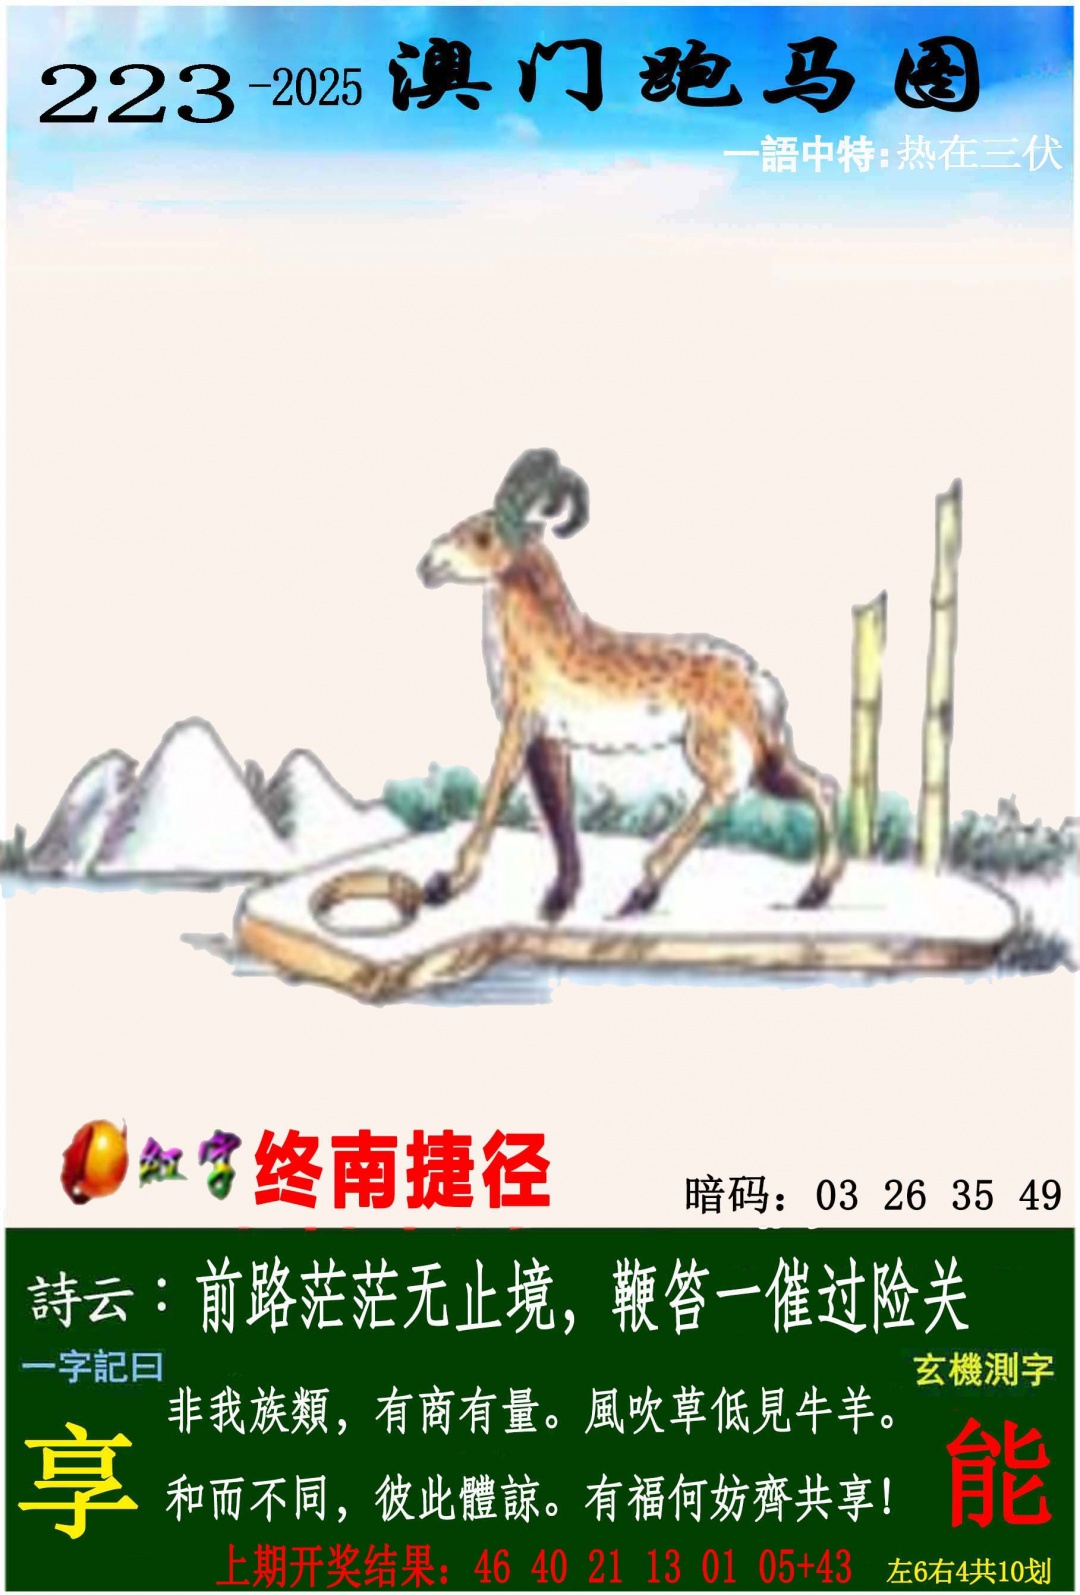 223-2025 澳门跑马图
一語中特:热在三伏
红字 终南捷径
暗码：03 26 35 49
詩云：前路茫茫无止境，鞭笞一催过险关
一字記曰
玄機測字
享
能
非我族類，有商有量。風吹草低見牛羊。
和而不同，彼此體諒。有福何妨齊共享！
上期开奖结果：46 40 21 13 01 05+43
左6右4共10划